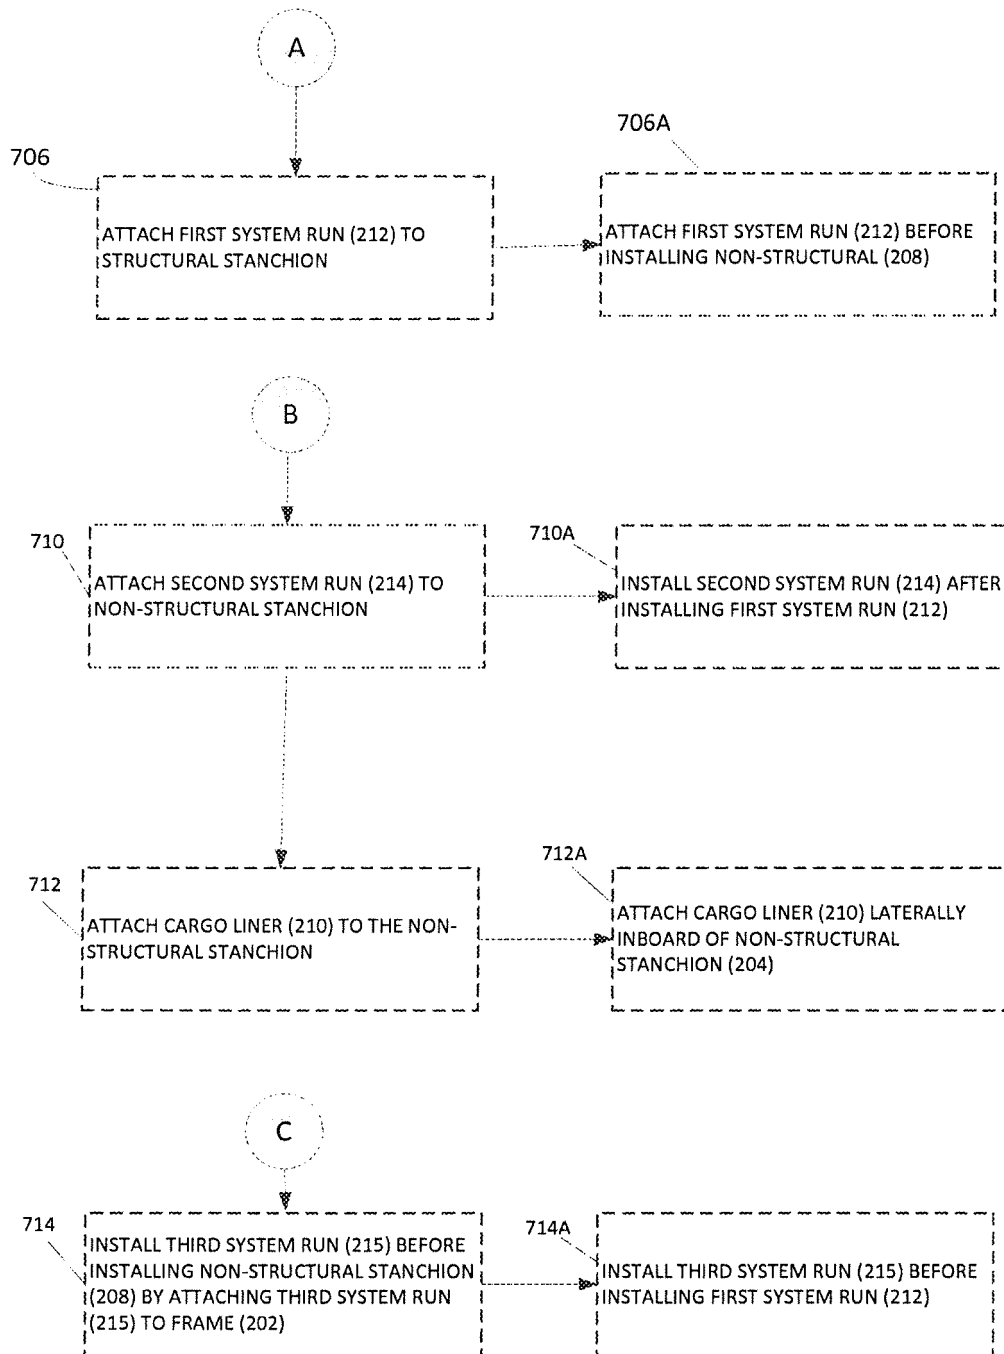 A
706
706A
ATTACH FIRST SYSTEM RUN (212) TO
STRUCTURAL STANCHION
ATTACH FIRST SYSTEM RUN (212) BEFORE
INSTALLING NON-STRUCTURAL (208)
B
710
710A
ATTACH SECOND SYSTEM RUN (214) TO
NON-STRUCTURAL STANCHION
INSTALL SECOND SYSTEM RUN (214) AFTER
INSTALLING FIRST SYSTEM RUN (212)
712
712A
ATTACH CARGO LINER (210) TO THE NON-
STRUCTURAL STANCHION
ATTACH CARGO LINER (210) LATERALLY
INBOARD OF NON-STRUCTURAL
STANCHION (204)
C
714
714A
INSTALL THIRD SYSTEM RUN (215) BEFORE
INSTALLING NON-STRUCTURAL STANCHION
(208) BY ATTACHING THIRD SYSTEM RUN
(215) TO FRAME (202)
INSTALL THIRD SYSTEM RUN (215) BEFORE
INSTALLING FIRST SYSTEM RUN (212)